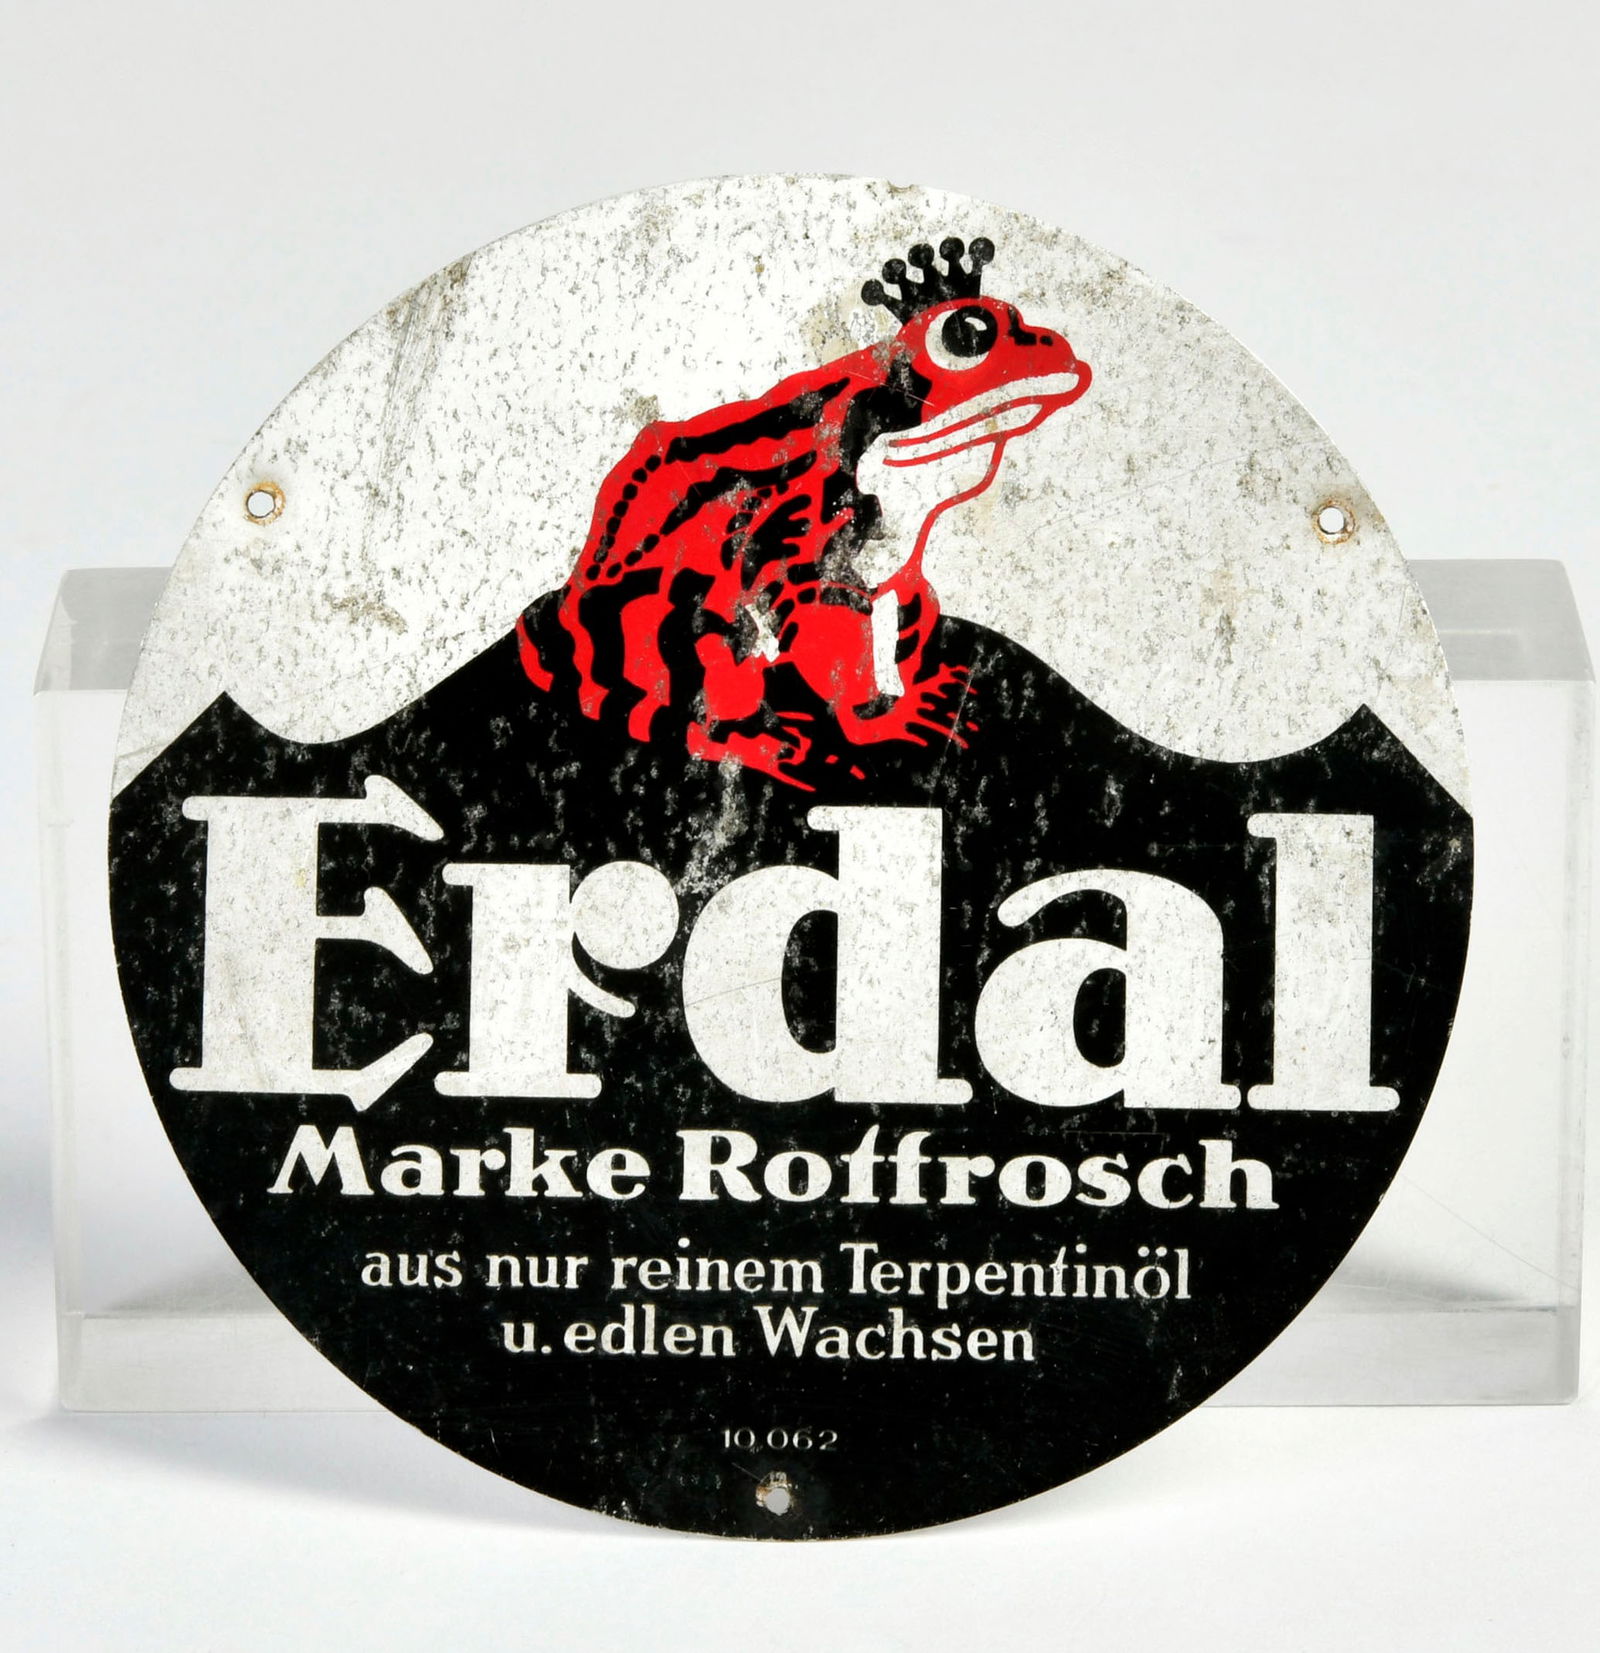 Erdal
Marke Rotfrosch
aus nur reinem Terpentinöl
u. edlen Wachsen
10 062